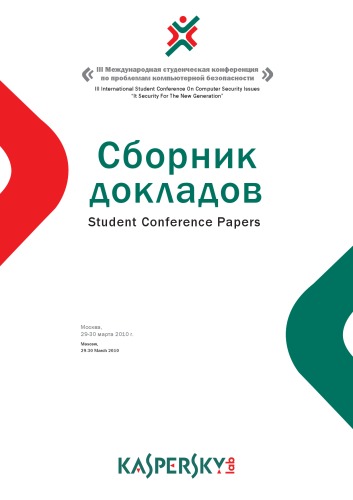 III Международная студенческая конференция
по проблемам компьютерной безопасности
III International Student Conference On Computer Security Issues
"It Security For The New Generation"
Сборник
докладов
Student Conference Papers
Москва,
29-30 марта 2010 г.
Moscow,
29-30 March 2010
KASPERSKY lab